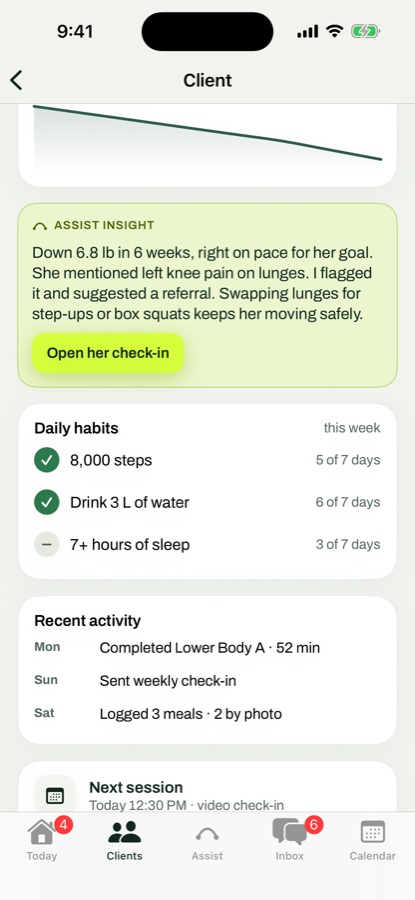 9:41
Client
ASSIST INSIGHT
Down 6.8 lb in 6 weeks, right on pace for her goal.
She mentioned left knee pain on lunges. I flagged
it and suggested a referral. Swapping lunges for
step-ups or box squats keeps her moving safely.
Open her check-in
Daily habits this week
8,000 steps 5 of 7 days
Drink 3 L of water 6 of 7 days
7+ hours of sleep 3 of 7 days
Recent activity
Mon Completed Lower Body A · 52 min
Sun Sent weekly check-in
Sat Logged 3 meals · 2 by photo
Next session
Today 12:30 PM · video check-in
4 6
Today Clients Assist Inbox Calendar